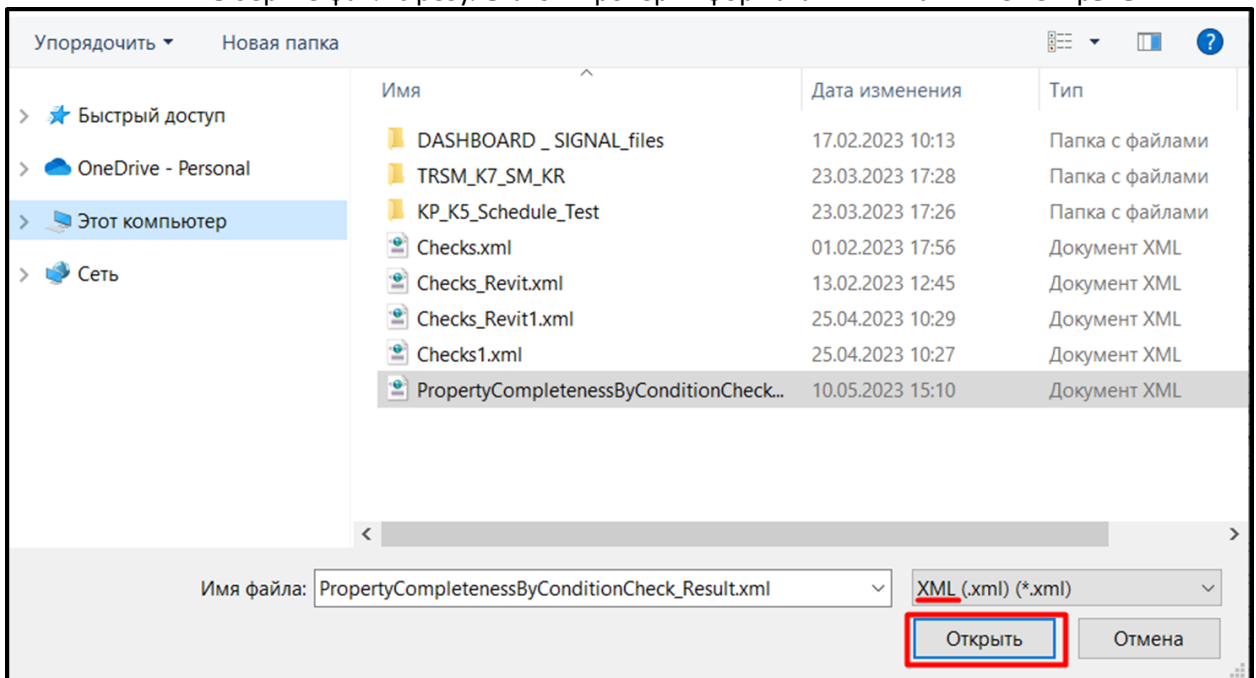 Упорядочить Новая папка
Имя Дата изменения Тип
Быстрый доступ
OneDrive - Personal
Этот компьютер
Сеть
DASHBOARD _ SIGNAL_files 17.02.2023 10:13 Папка с файлами
TRSM_K7_SM_KR 23.03.2023 17:28 Папка с файлами
KP_K5_Schedule_Test 23.03.2023 17:26 Папка с файлами
Checks.xml 01.02.2023 17:56 Документ XML
Checks_Revit.xml 13.02.2023 12:45 Документ XML
Checks_Revit1.xml 25.04.2023 10:29 Документ XML
Checks1.xml 25.04.2023 10:27 Документ XML
PropertyCompletenessByConditionCheck... 10.05.2023 15:10 Документ XML
Имя файла: PropertyCompletenessByConditionCheck_Result.xml XML (.xml) (*.xml)
Открыть Отмена